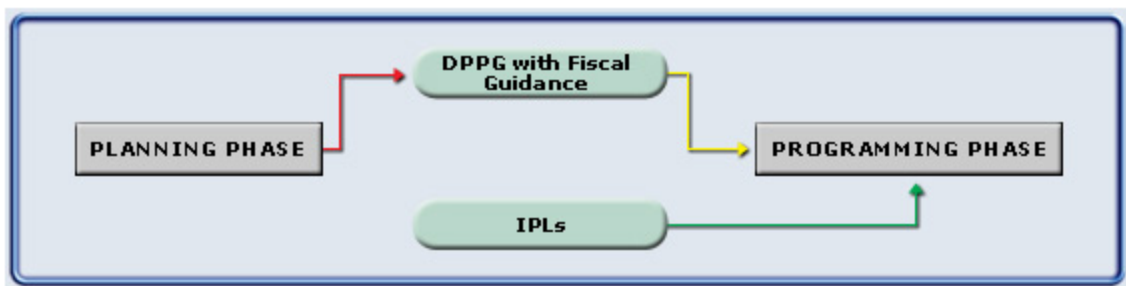 DPPG with Fiscal
Guidance
PLANNING PHASE
PROGRAMMING PHASE
IPLs